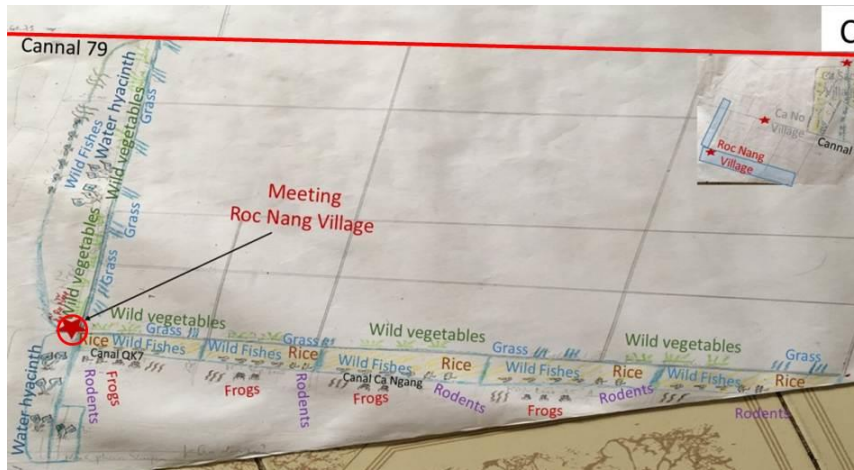 C
Cannal 79
Water hyacinth
Grass
Wild Fishes
Water hyacinth
Wild vegetables
Grass
Wild vegetables
Grass
Meeting
Roc Nang Village
Ca No
Village
Roc Nang
Village
Cannal
Wild vegetables
Grass
Rice
Wild Fishes
Canal QK7
Wild Fishes
Grass
Rice
Wild vegetables
Wild Fishes
Canal Ca Ngang
Rice
Grass
Wild Fishes
Rice
Wild vegetables
Wild Fishes
Grass
Rice
Water hyacinth
Rodents
Frogs
Frogs
Rodents
Frogs
Rodents
Frogs
Rodents
Rodents